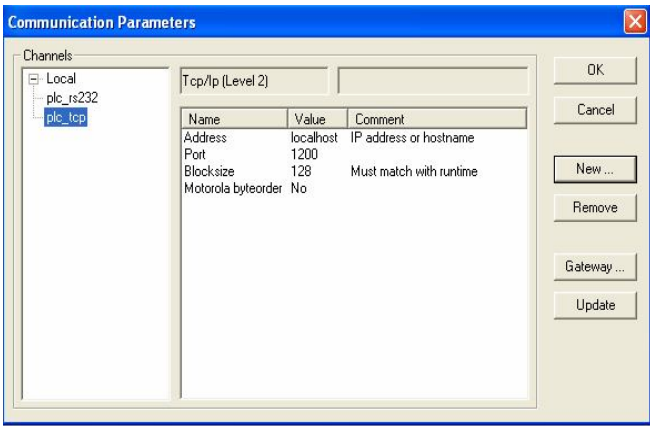 Communication Parameters
Channels
Local
plc_rs232
plc_tcp
Tcp/Ip (Level 2)
Name Value Comment
Address localhost IP address or hostname
Port 1200
Blocksize 128 Must match with runtime
Motorola byteorder No
OK
Cancel
New ...
Remove
Gateway ...
Update